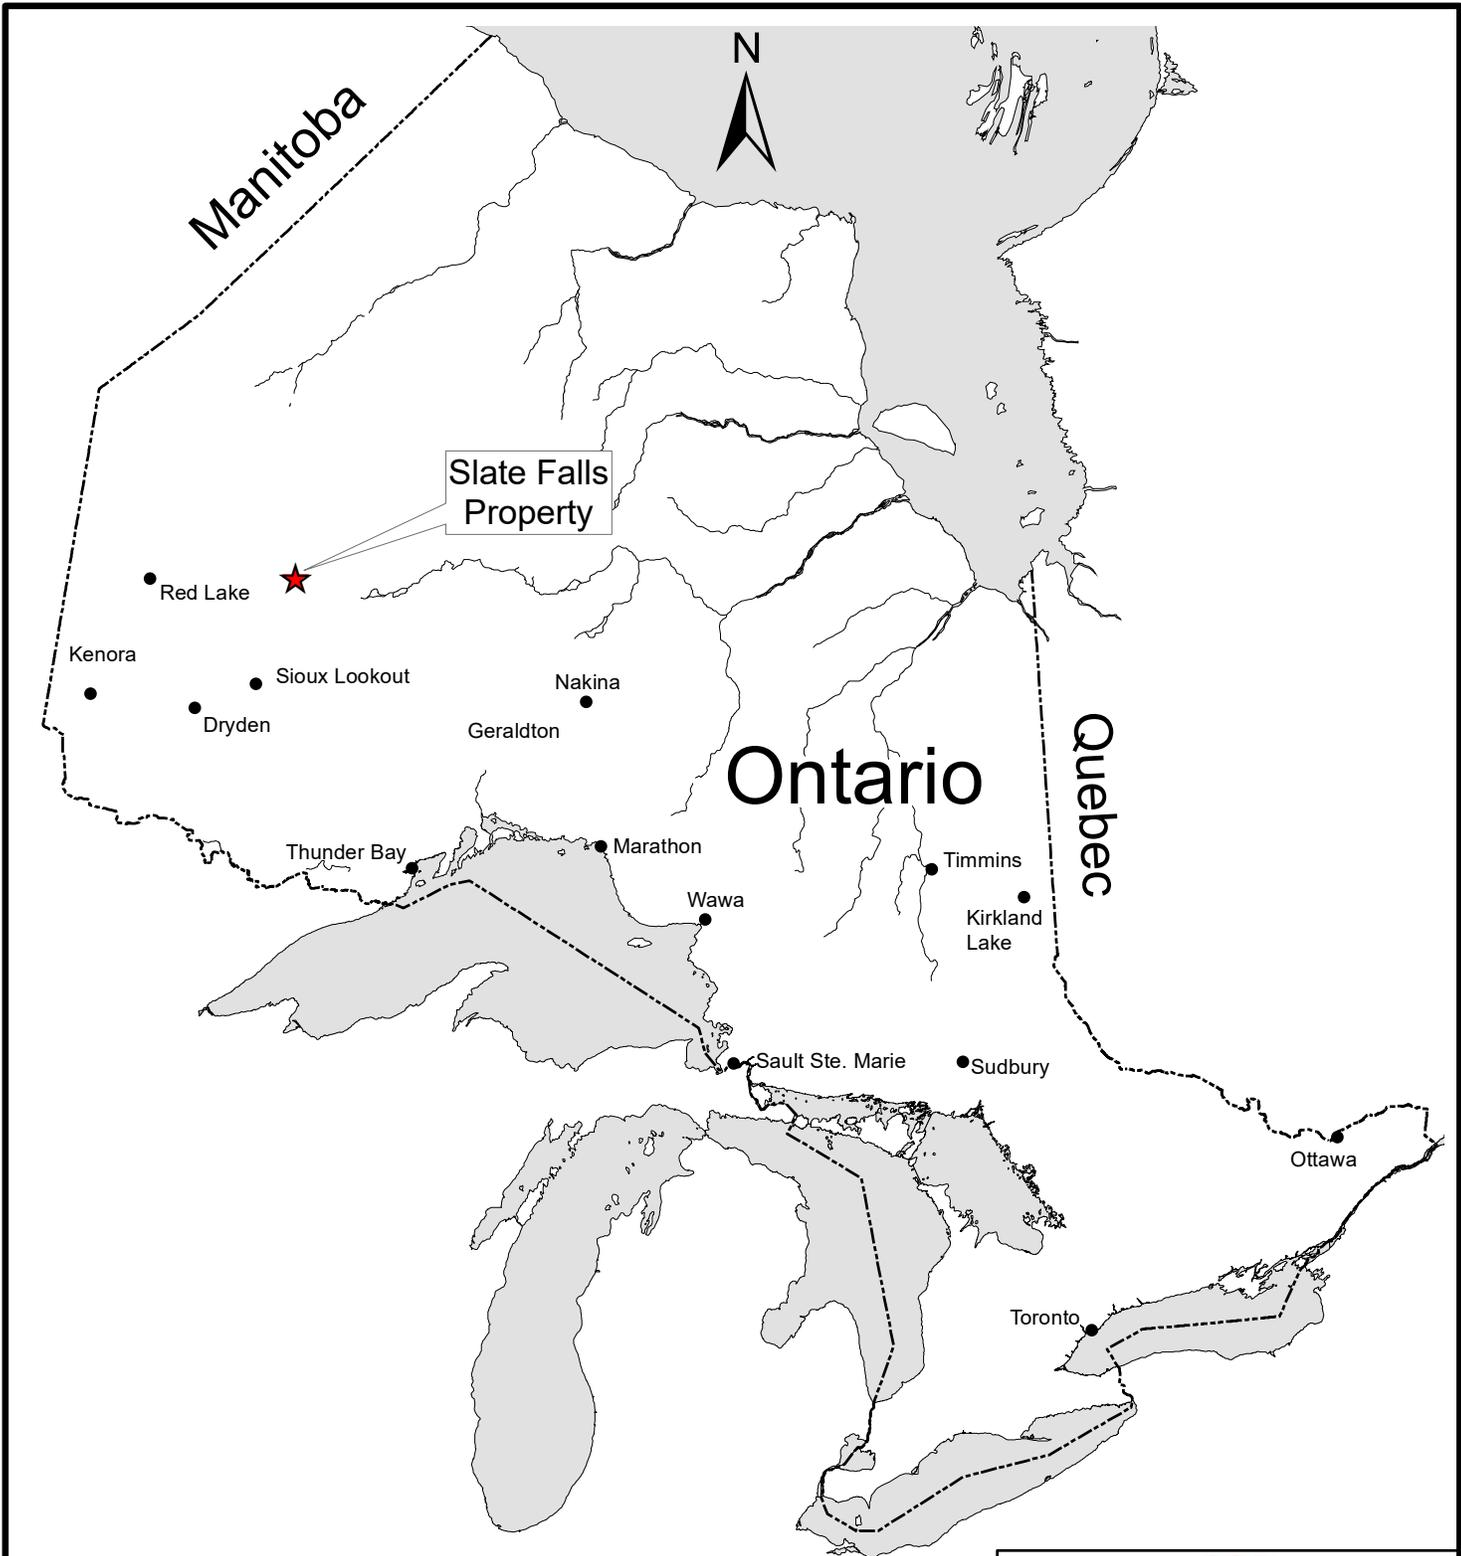 N
Manitoba
Slate Falls
Property
Red Lake
Kenora
Sioux Lookout
Nakina
Dryden
Geraldton
Ontario
Quebec
Thunder Bay
Marathon
Timmins
Wawa
Kirkland
Lake
Sault Ste. Marie
Sudbury
Ottawa
Toronto